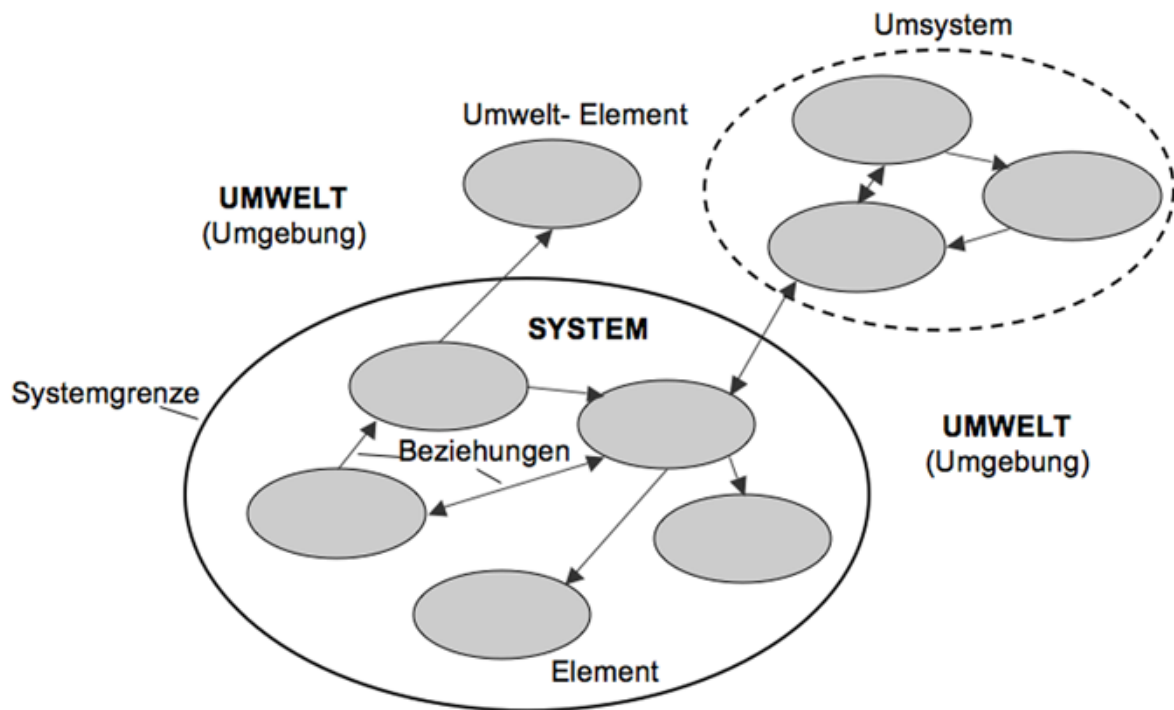 Umsystem
Umwelt- Element
UMWELT
(Umgebung)
SYSTEM
Systemgrenze
Beziehungen
UMWELT
(Umgebung)
Element